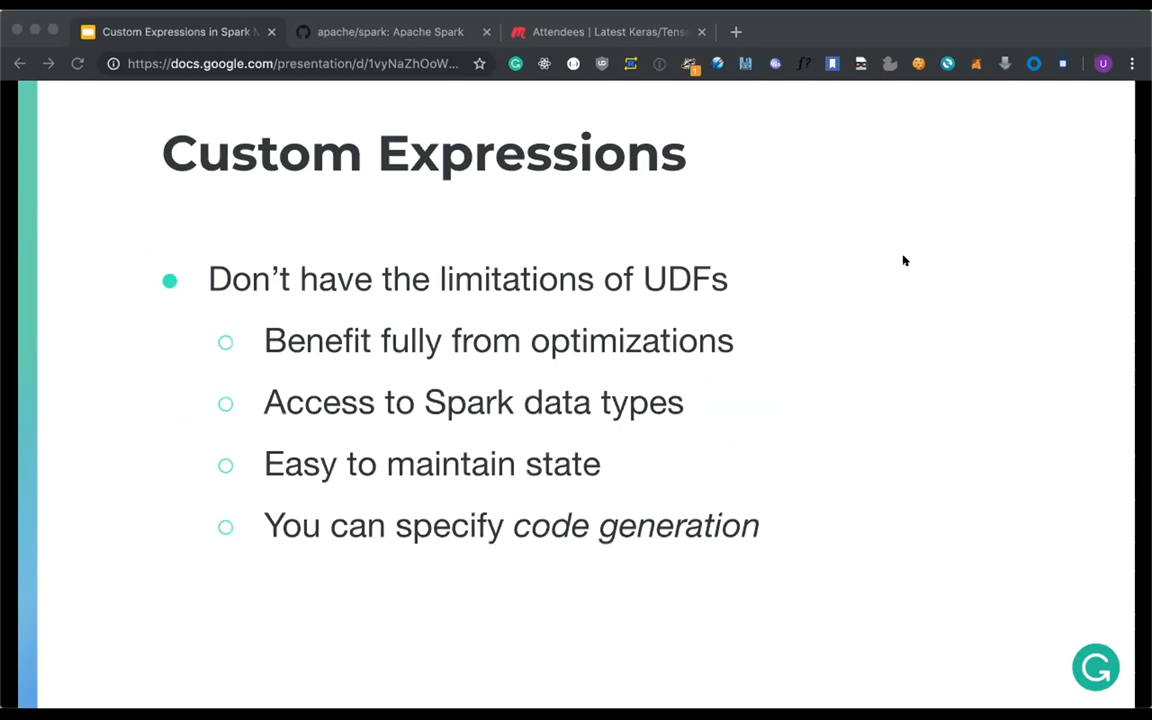 Custom Expressions in Spark M
apache/spark: Apache Spark
Attendees | Latest Keras/Tens
https://docs.google.com/presentation/d/1vyNaZhOoW...
Custom Expressions
Don't have the limitations of UDFs
Benefit fully from optimizations
Access to Spark data types
Easy to maintain state
You can specify code generation